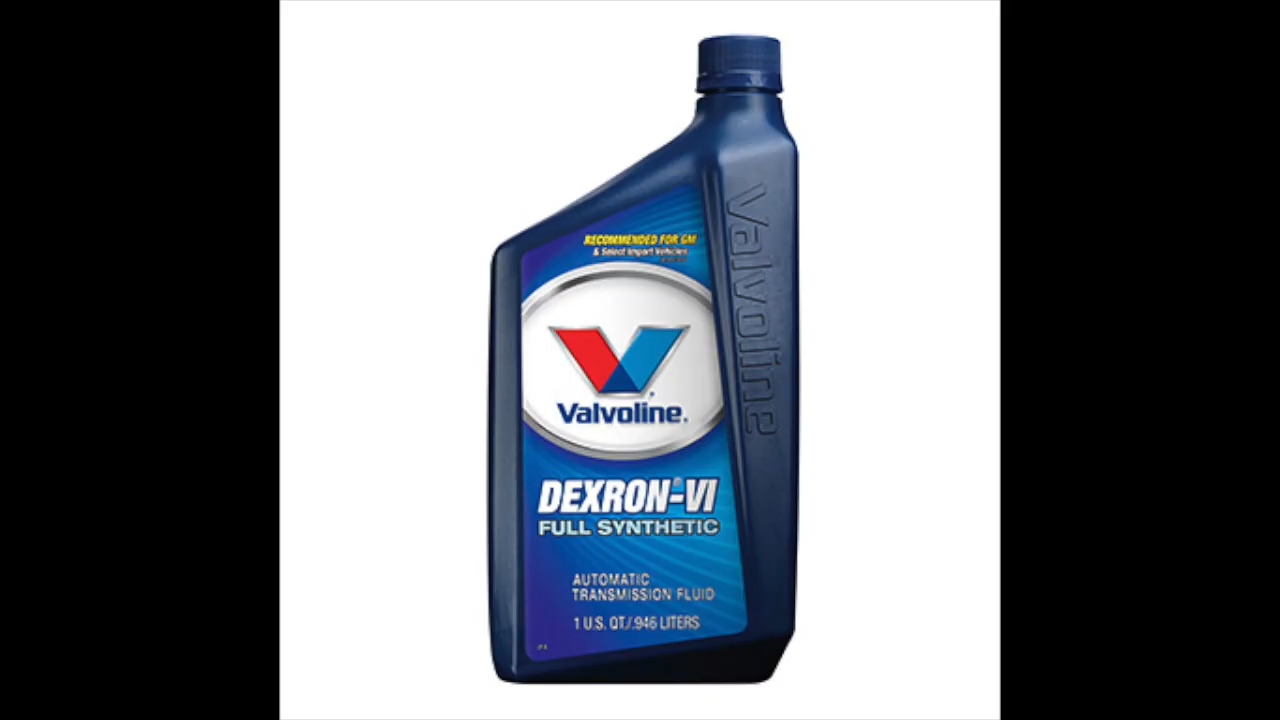 RECOMMENDED FOR GM
& Select Import Vehicles
Valvoline
Valvoline
DEXRON®-VI
FULL SYNTHETIC
AUTOMATIC
TRANSMISSION FLUID
1 U.S. QT./.946 LITERS